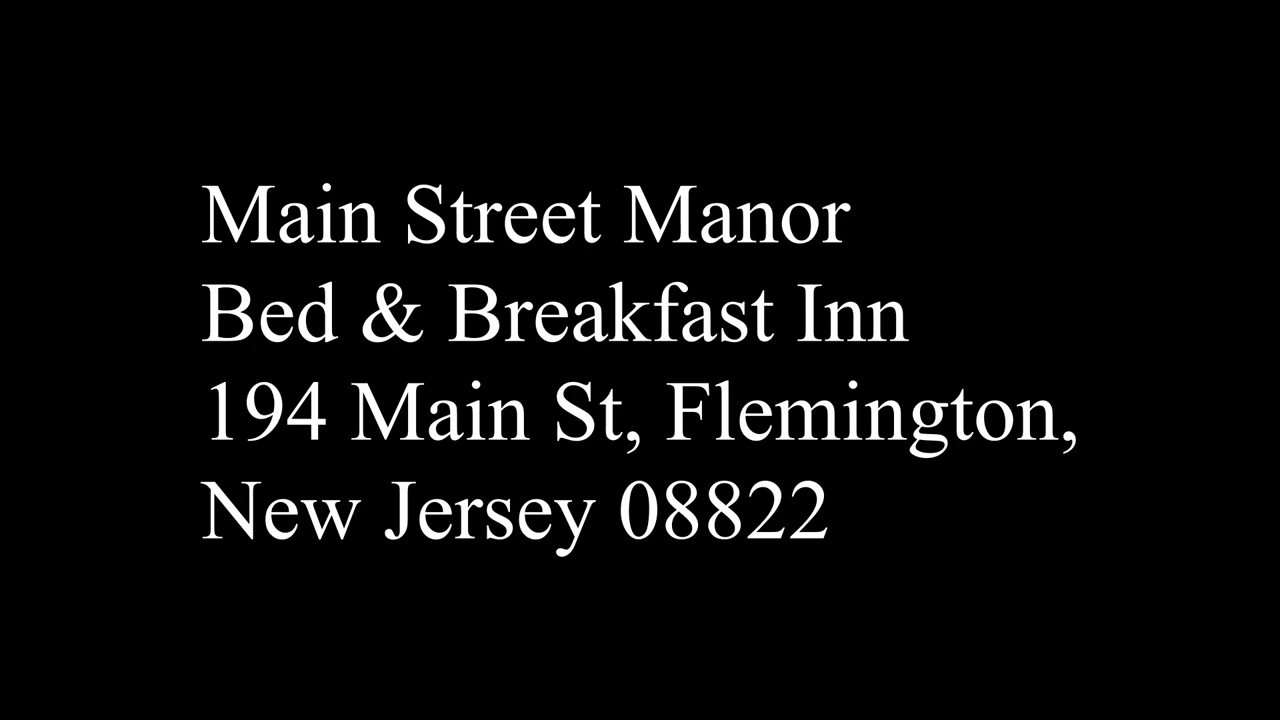 Main Street Manor
Bed & Breakfast Inn
194 Main St, Flemington,
New Jersey 08822